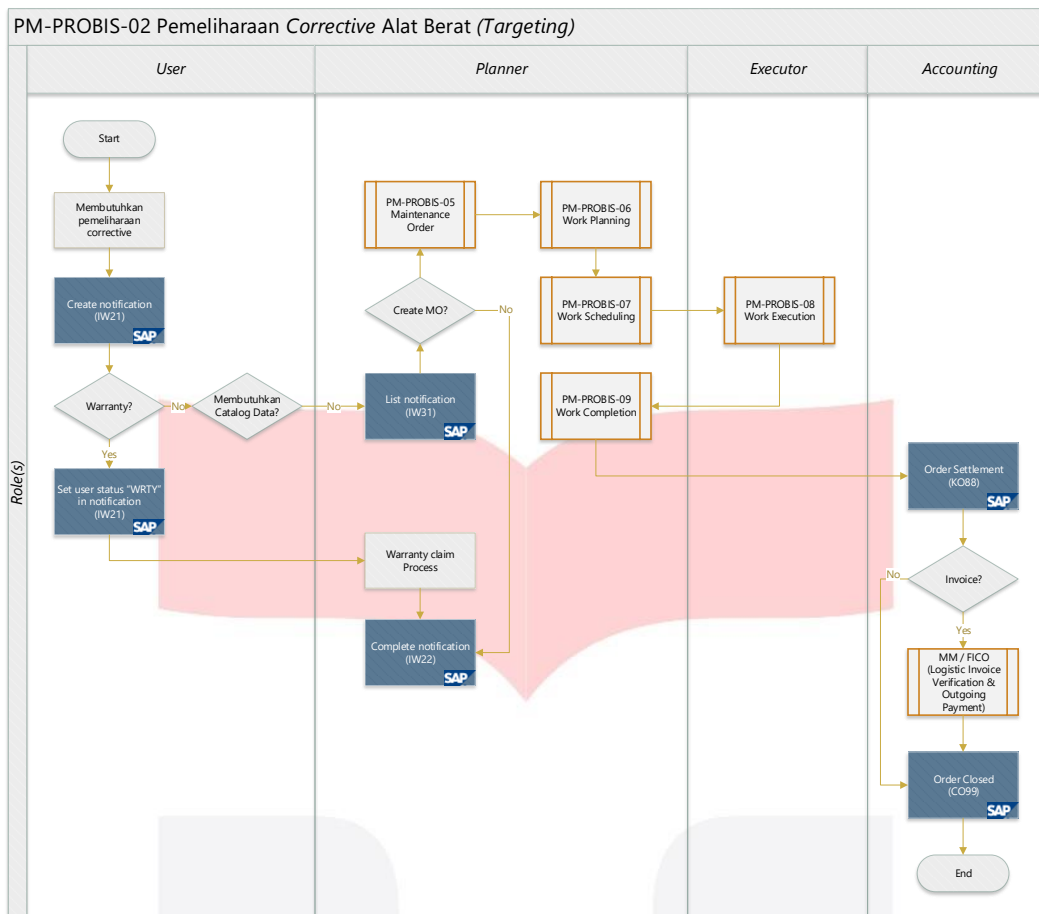 PM-PROBIS-02 Pemeliharaan Corrective Alat Berat (Targeting)
User
Planner
Executor
Accounting
Role(s)
Start
Membutuhkan
pemeliharaan
corrective
Create notification
(IW21)
SAP
Warranty?
No
Membutuhkan
Catalog Data?
No
Yes
Set user status "WRTY"
in notification
(IW21)
SAP
PM-PROBIS-05
Maintenance
Order
PM-PROBIS-06
Work Planning
Create MO?
No
PM-PROBIS-07
Work Scheduling
PM-PROBIS-08
Work Execution
List notification
(IW31)
SAP
PM-PROBIS-09
Work Completion
Warranty claim
Process
Complete notification
(IW22)
SAP
Order Settlement
(KO88)
SAP
Invoice?
No
Yes
MM / FICO
(Logistic Invoice
Verification &
Outgoing
Payment)
Order Closed
(CO99)
SAP
End